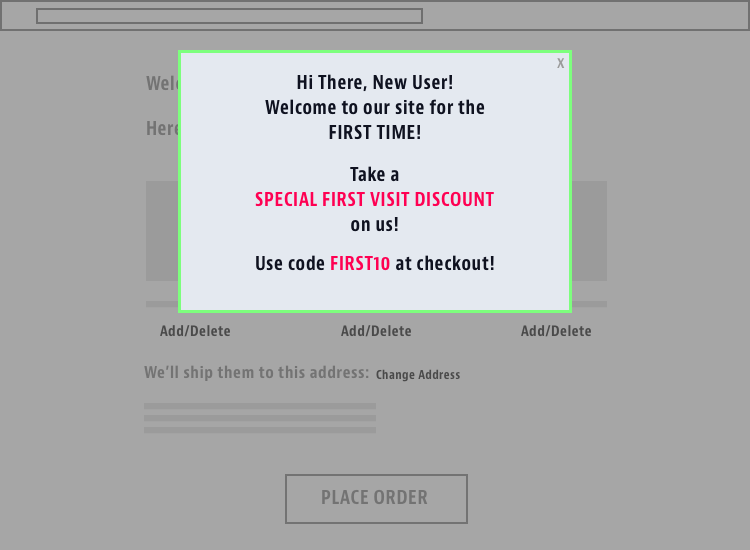 X
Hi There, New User!
Welcome to our site for the
FIRST TIME!
Take a
SPECIAL FIRST VISIT DISCOUNT
on us!
Use code FIRST10 at checkout!
Add/Delete Add/Delete Add/Delete
We'll ship them to this address: Change Address
PLACE ORDER